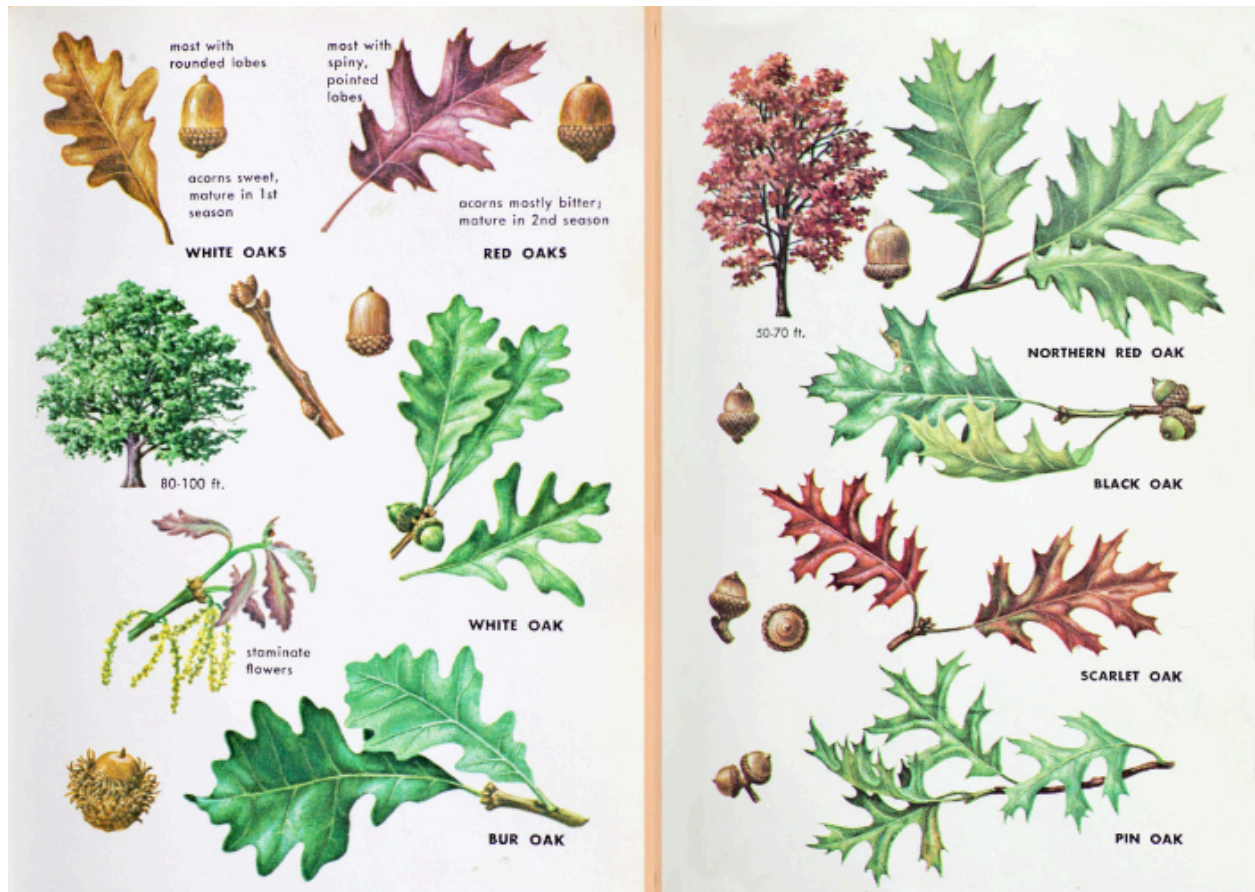 most with
rounded lobes
acorns sweet,
mature in 1st
season
WHITE OAKS
most with
spiny,
pointed
lobes
acorns mostly bitter;
mature in 2nd season
RED OAKS
80-100 ft.
WHITE OAK
staminate
flowers
BUR OAK
50-70 ft.
NORTHERN RED OAK
BLACK OAK
SCARLET OAK
PIN OAK